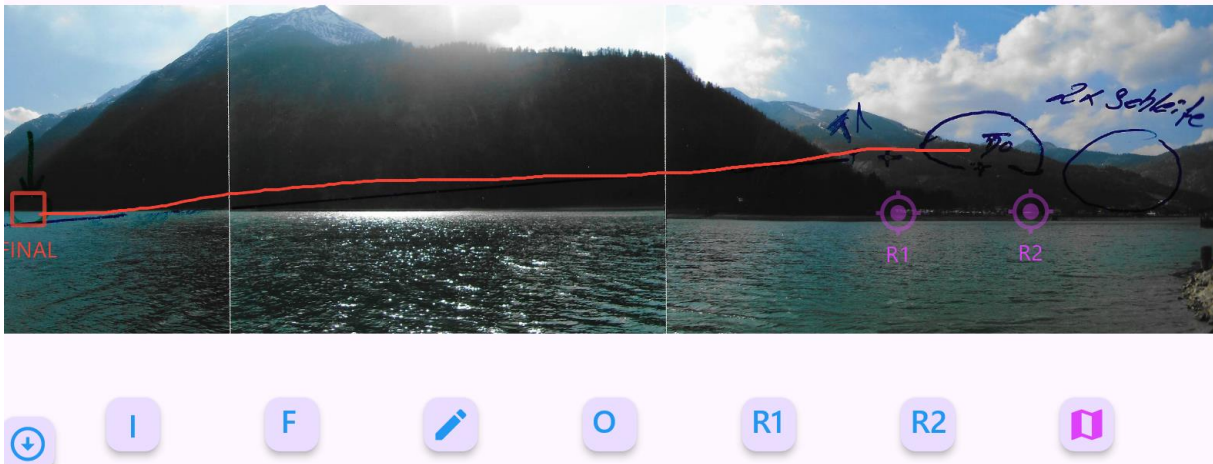 2x Schleife
FINAL
R1
R2
I
F
O
R1
R2